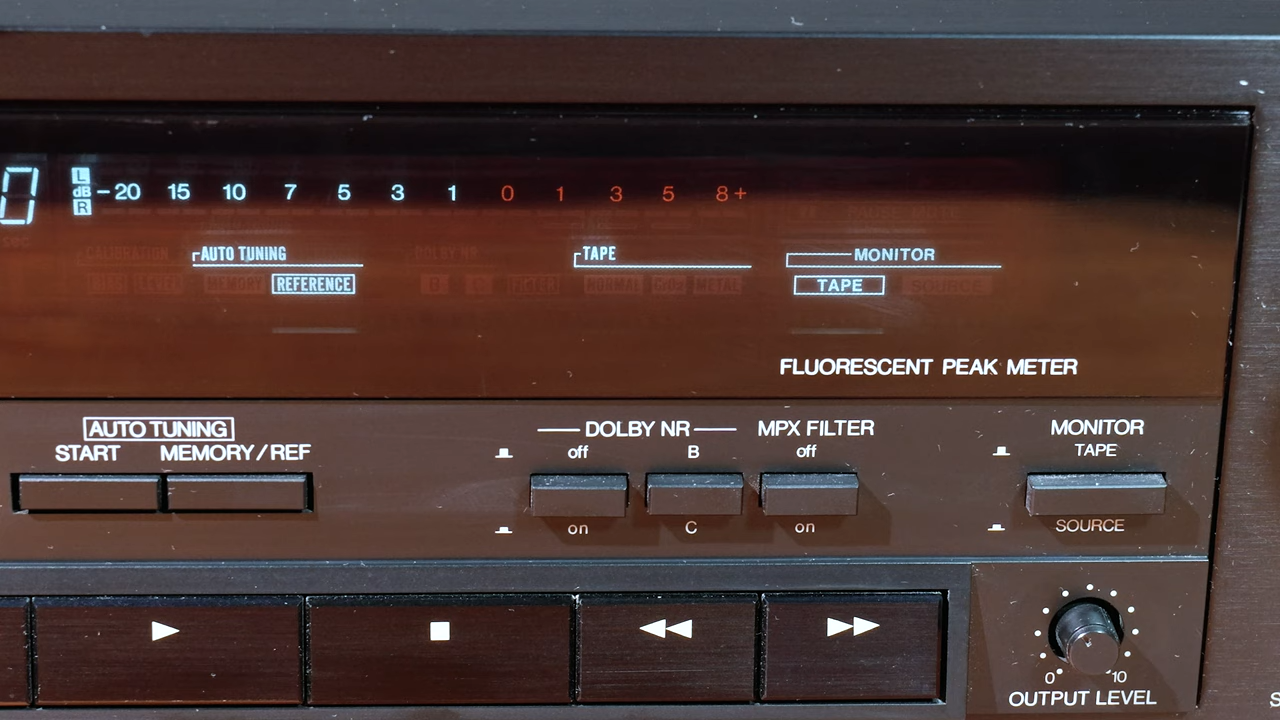 0 L dB R −20 15 10 7 5 3 1 0 1 3 5 8+
CALIBRATION AUTO TUNING DOLBY NR TAPE MONITOR
MEMORY REFERENCE B C FILTER NORMAL CrO2 METAL TAPE SOURCE
FLUORESCENT PEAK METER
AUTO TUNING DOLBY NR MPX FILTER MONITOR
START MEMORY/REF off B off TAPE
on C on SOURCE
0 10
OUTPUT LEVEL